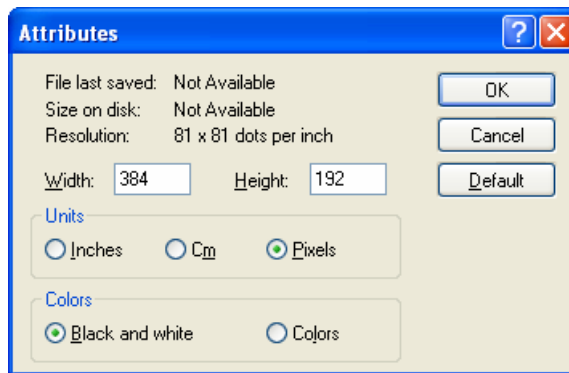 Attributes
File last saved: Not Available
Size on disk: Not Available
Resolution: 81 x 81 dots per inch
OK
Cancel
Default
Width: 384 Height: 192
Units
Inches Cm Pixels
Colors
Black and white Colors